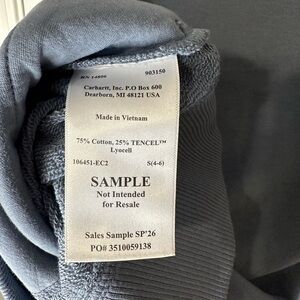 RN 14806 903150
Carhartt, Inc. P.O Box 600
Dearborn, MI 48121 USA
Made in Vietnam
75% Cotton, 25% TENCEL™
Lyocell
106451-EC2 S(4-6)
SAMPLE
Not Intended
for Resale
Sales Sample SP'26
PO# 3510059138